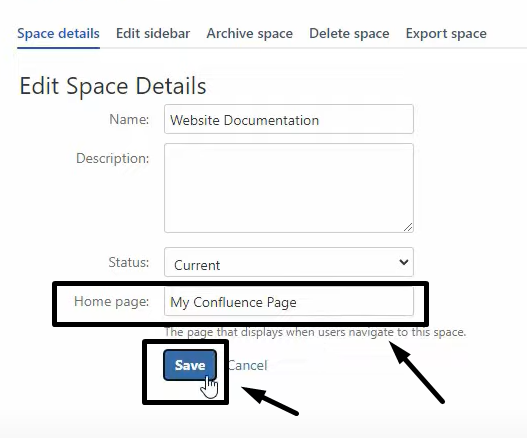 Space details Edit sidebar Archive space Delete space Export space
Edit Space Details
Name: Website Documentation
Description:
Status: Current
Home page: My Confluence Page
The page that displays when users navigate to this space.
Save Cancel